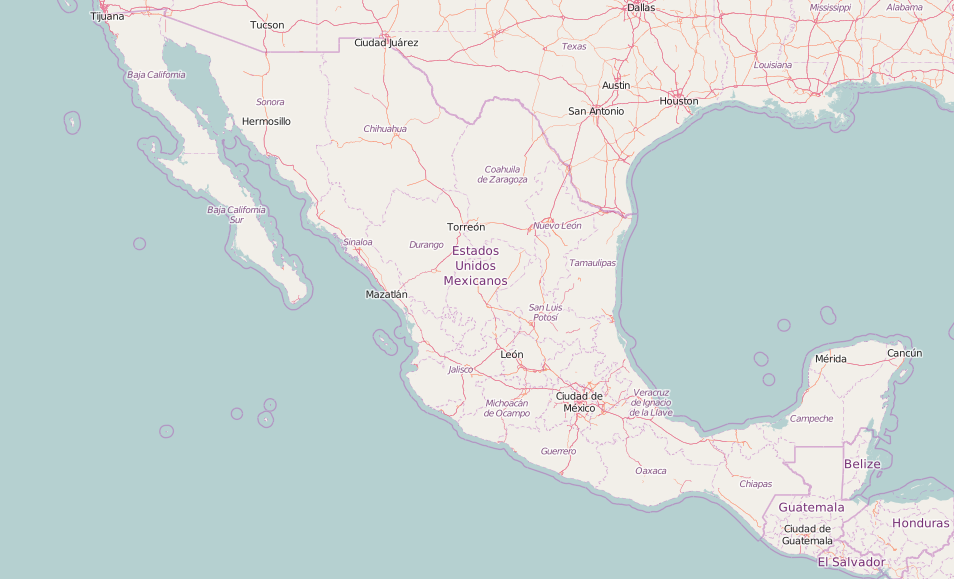 Mississippi
Alabama
Dallas
Tijuana
Tucson
Ciudad Juárez
Texas
Louisiana
Baja California
Austin
Sonora
Houston
San Antonio
Hermosillo
Chihuahua
Coahuila
de Zaragoza
Baja California
Sur
Torreón
Nuevo León
Sinaloa
Durango
Estados
Unidos
Mexicanos
Tamaulipas
Mazatlán
San Luis
Potosí
León
Mérida
Cancún
Jalisco
Ciudad de
México
Veracruz
de Ignacio
de la Llave
Michoacán
de Ocampo
Campeche
Guerrero
Oaxaca
Belize
Chiapas
Guatemala
Honduras
Ciudad de
Guatemala
El Salvador